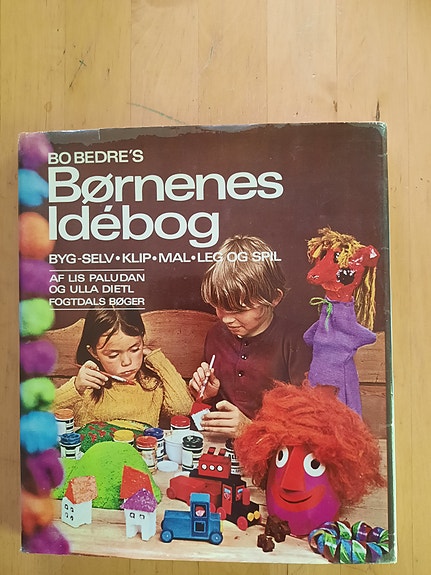 BO BEDRE'S
Børnenes
Idébog
BYG-SELV•KLIP•MAL•LEG OG SPIL
AF LIS PALUDAN
OG ULLA DIETL
FOGTDALS BØGER